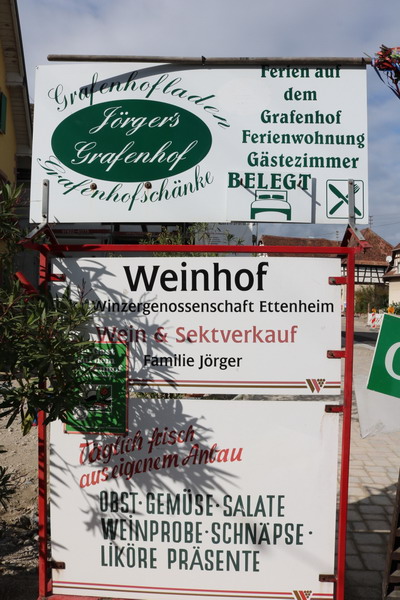 Grafenhofladen
Jörgers
Grafenhof
Grafenhofschänke
Ferien auf
dem
Grafenhof
Ferienwohnung
Gästezimmer
BELEGT
Weinhof
Winzergenossenschaft Ettenheim
Wein & Sektverkauf
Familie Jörger
Täglich frisch
aus eigenem Anbau
OBST·GEMÜSE·SALATE
WEINPROBE·SCHNÄPSE·
LIKÖRE PRÄSENTE